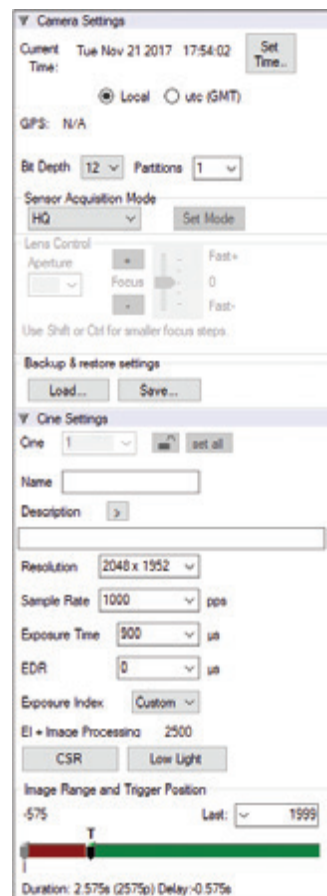 Camera Settings
Current Time: Tue Nov 21 2017 17:54:02 Set Time..
Local utc (GMT)
GPS: N/A
Bit Depth 12 Partitions 1
Sensor Acquisition Mode
HQ Set Mode
Lens Control
Aperture + Fast+
Focus 0
- Fast-
Use Shift or Ctrl for smaller focus steps.
Backup & restore settings
Load... Save...
Cine Settings
Cine 1 set all
Name
Description >
Resolution 2048 x 1952
Sample Rate 1000 pps
Exposure Time 900 µs
EDR 0 µs
Exposure Index Custom
EI + Image Processing 2500
CSR Low Light
Image Range and Trigger Position
-575 Last: 1999
T
Duration: 2.575s (2575p) Delay:-0.575s